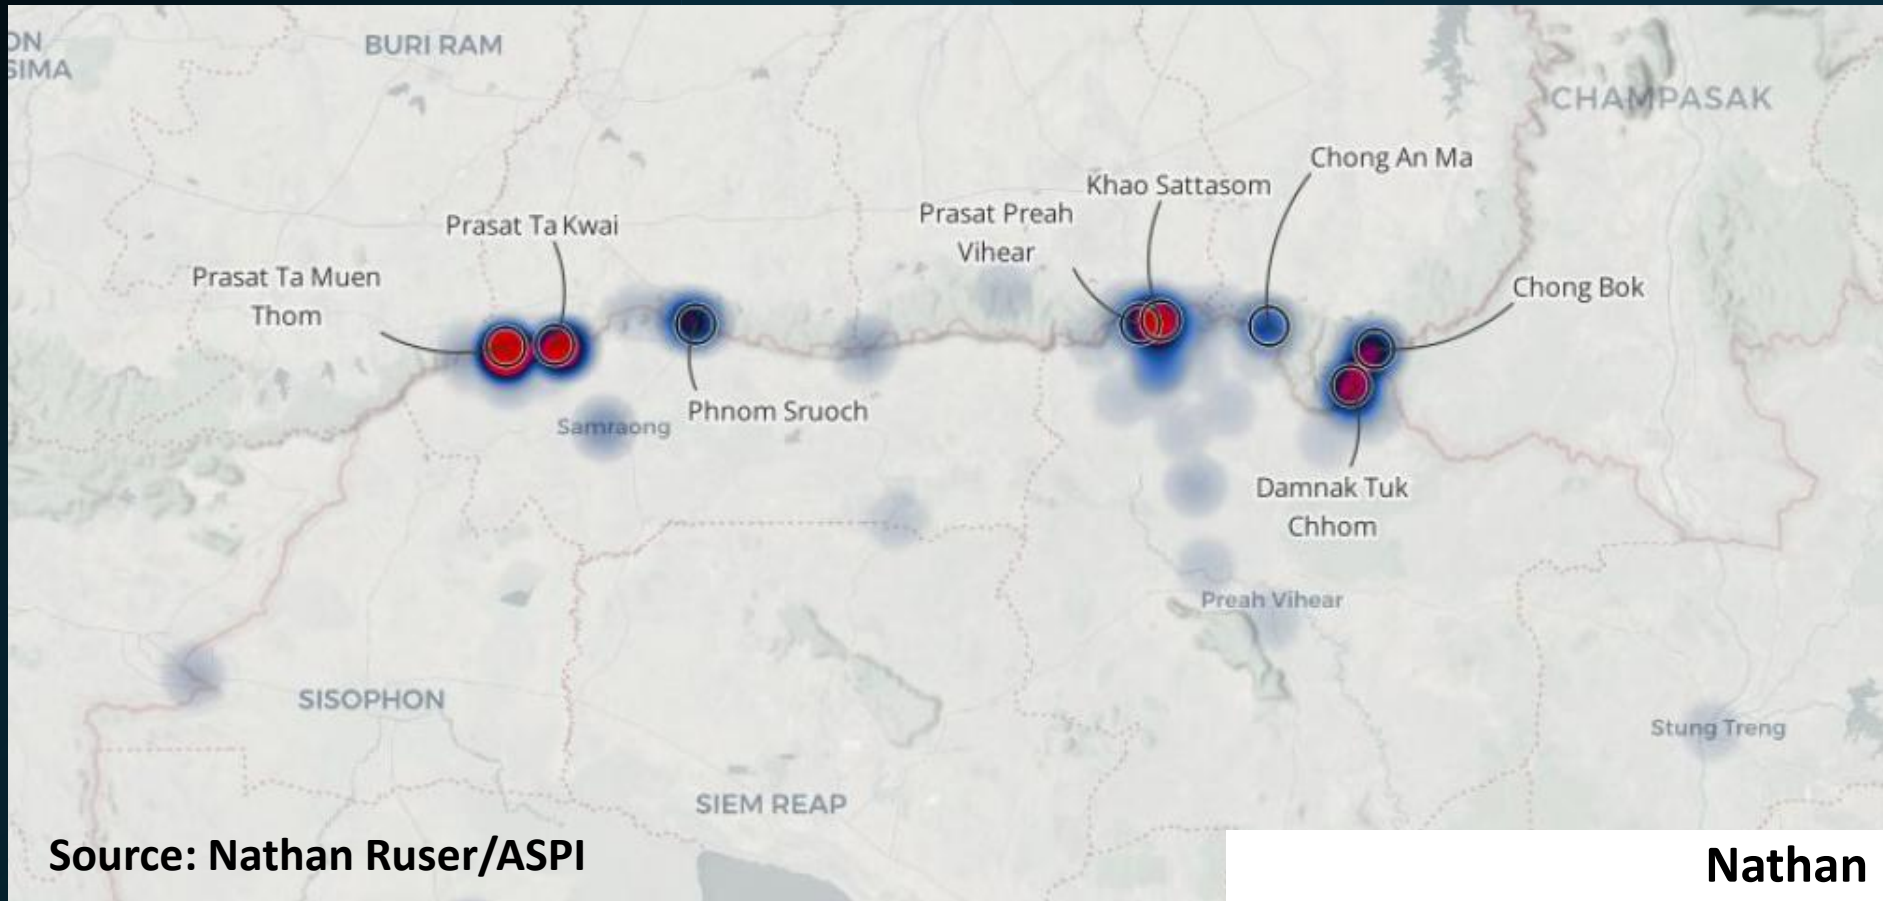 ON
SIMA
BURI RAM
CHAMPASAK
Chong An Ma
Khao Sattasom
Prasat Preah
Vihear
Prasat Ta Kwai
Prasat Ta Muen
Thom
Chong Bok
Phnom Sruoch
Samraong
Damnak Tuk
Chhom
Preah Vihear
SISOPHON
Stung Treng
SIEM REAP
Source: Nathan Ruser/ASPI
Nathan